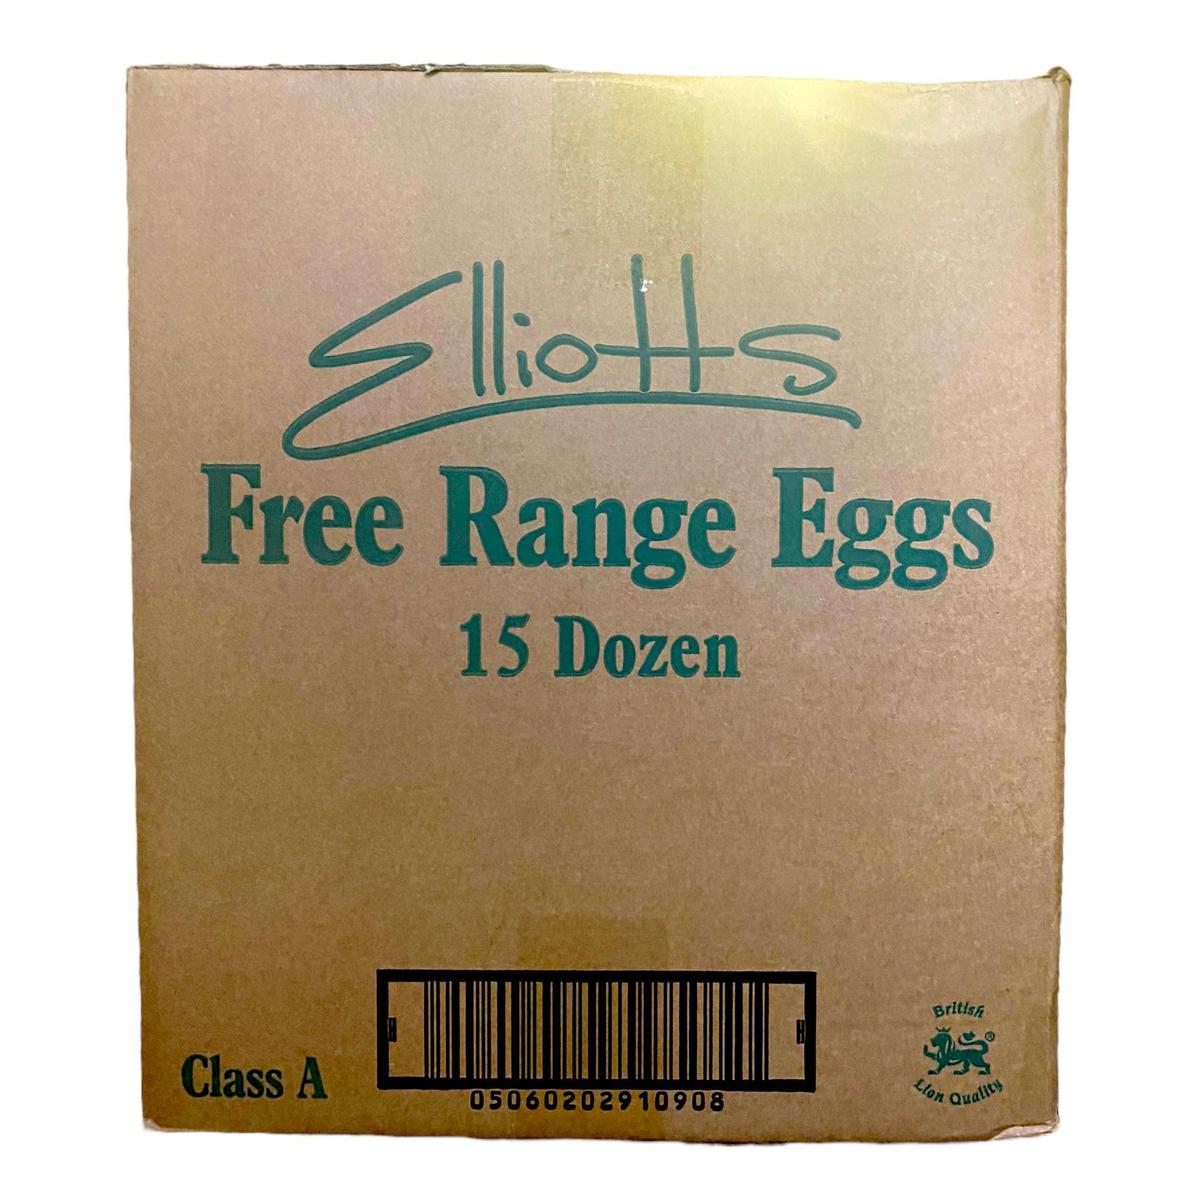 Elliotts
Free Range Eggs
15 Dozen
Class A
05060202910908
British
Lion Quality
®